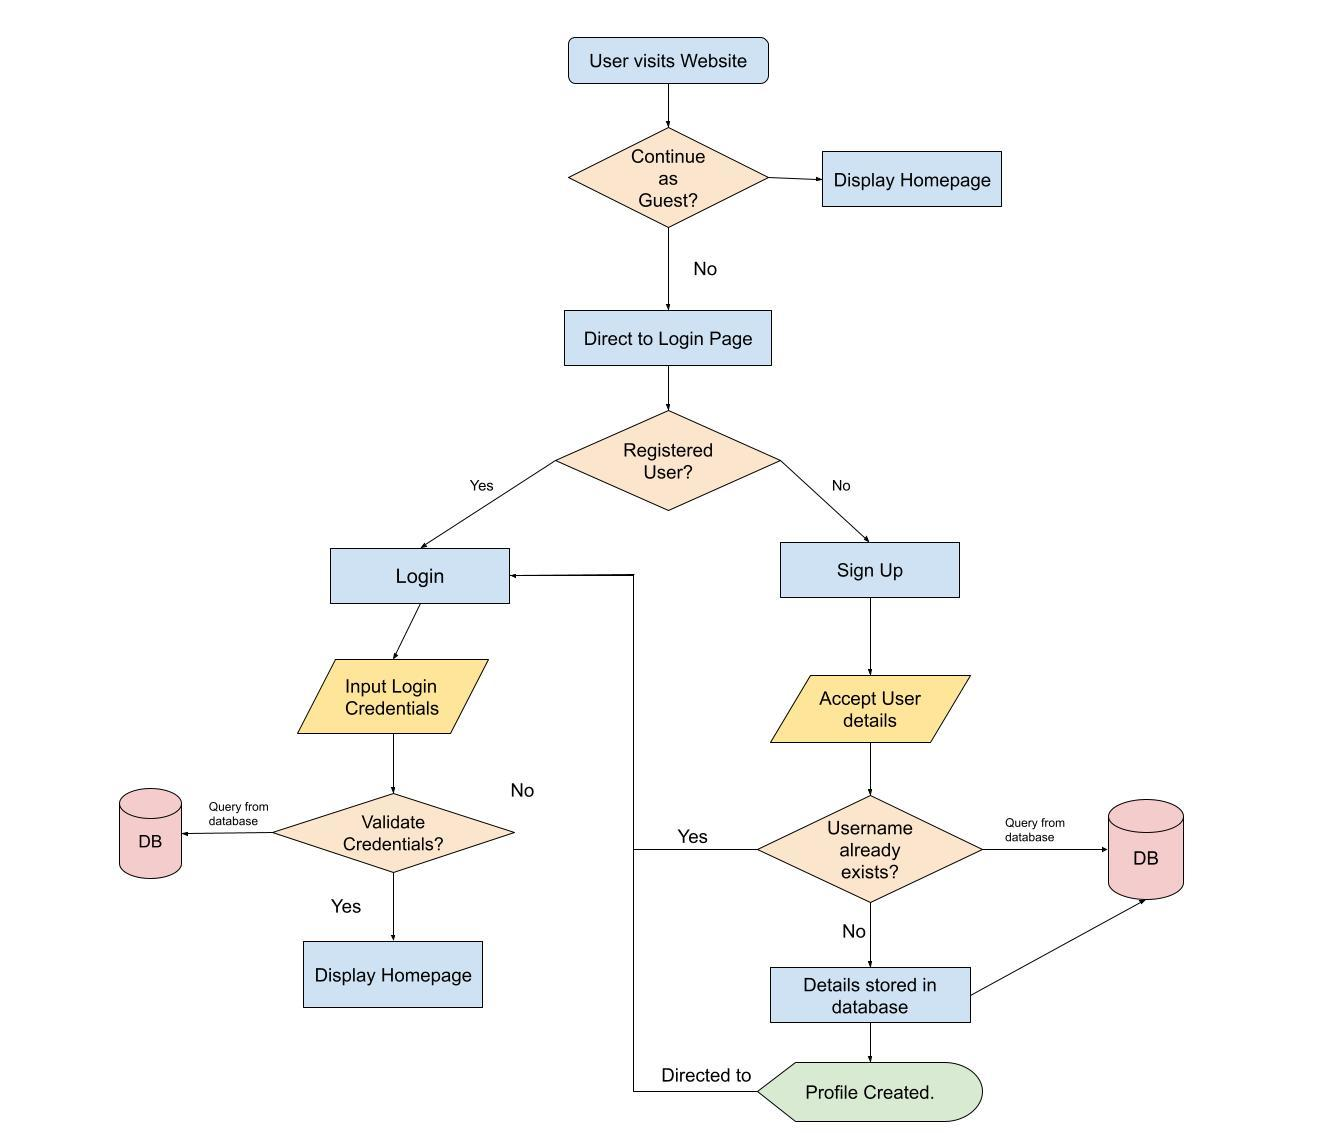 User visits Website
Continue
as
Guest?
Display Homepage
No
Direct to Login Page
Registered
User?
Yes
No
Login
Sign Up
Input Login
Credentials
Accept User
details
No
Query from
database
DB
Validate
Credentials?
Yes
Username
already
exists?
Query from
database
DB
Yes
No
Display Homepage
Details stored in
database
Directed to
Profile Created.